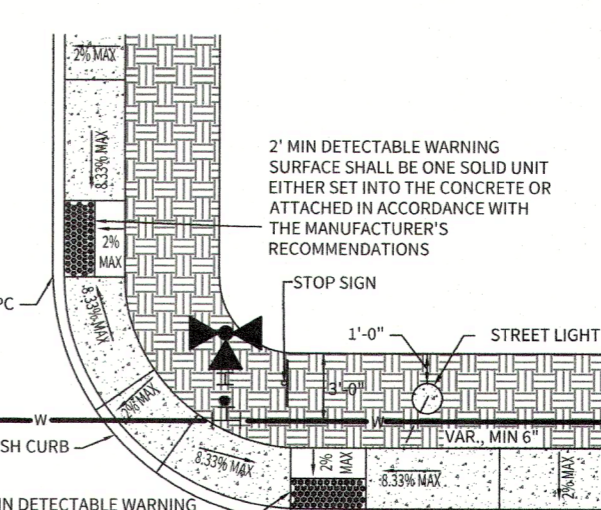 2% MAX
8.33% MAX
2' MIN DETECTABLE WARNING
SURFACE SHALL BE ONE SOLID UNIT
EITHER SET INTO THE CONCRETE OR
ATTACHED IN ACCORDANCE WITH
THE MANUFACTURER'S
RECOMMENDATIONS
2%
MAX
STOP SIGN
PC
8.33% MAX
1'-0"
STREET LIGHT
3'-0"
2% MAX
W
W
SH CURB
VAR., MIN 6"
8.33% MAX
2%
MAX
8.33% MAX
2% MAX
IN DETECTABLE WARNING